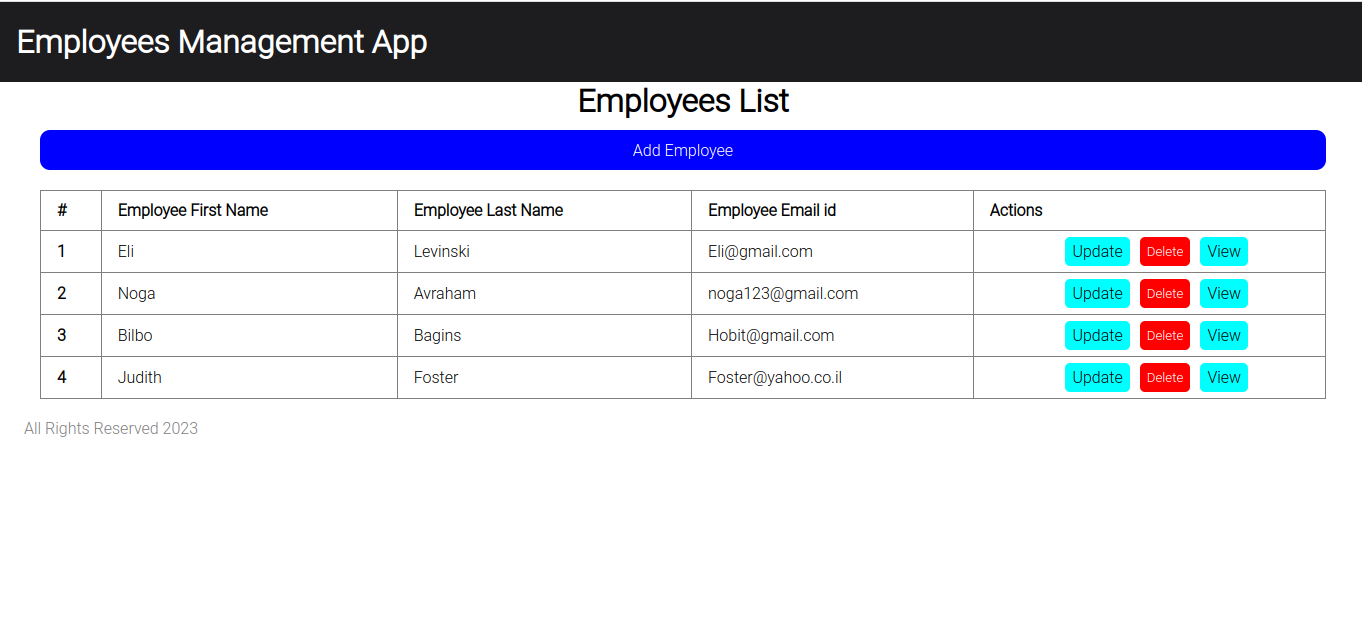 Employees Management App
Employees List
Add Employee
# Employee First Name Employee Last Name Employee Email id Actions
1 Eli Levinski Eli@gmail.com Update Delete View
2 Noga Avraham noga123@gmail.com Update Delete View
3 Bilbo Bagins Hobit@gmail.com Update Delete View
4 Judith Foster Foster@yahoo.co.il Update Delete View
All Rights Reserved 2023